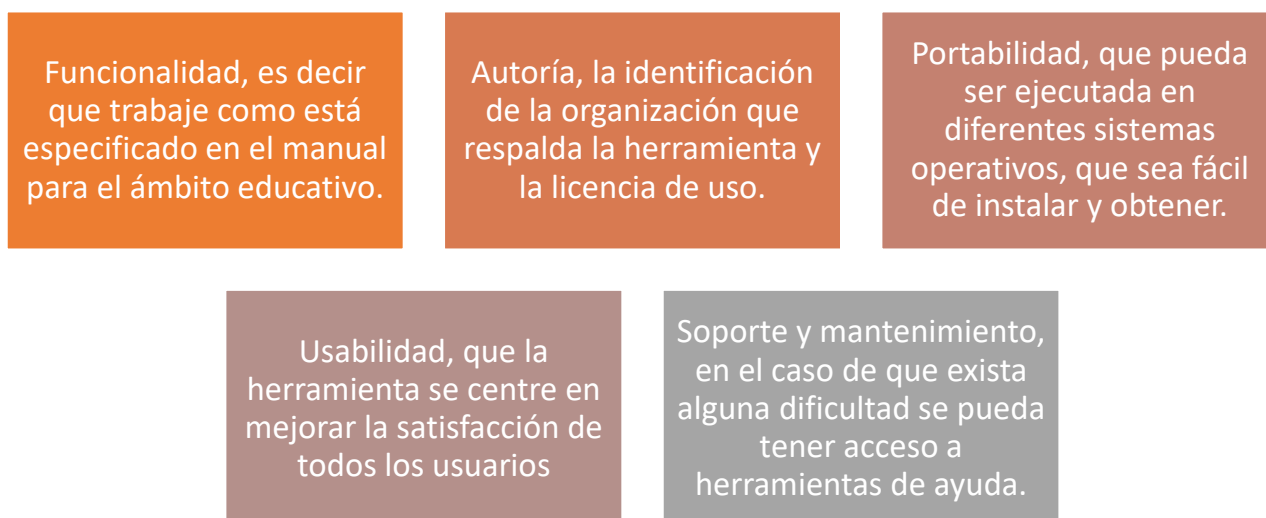 Funcionalidad, es decir
que trabaje como está
especificado en el manual
para el ámbito educativo.
Autoría, la identificación
de la organización que
respalda la herramienta y
la licencia de uso.
Portabilidad, que pueda
ser ejecutada en
diferentes sistemas
operativos, que sea fácil
de instalar y obtener.
Usabilidad, que la
herramienta se centre en
mejorar la satisfacción de
todos los usuarios
Soporte y mantenimiento,
en el caso de que exista
alguna dificultad se pueda
tener acceso a
herramientas de ayuda.